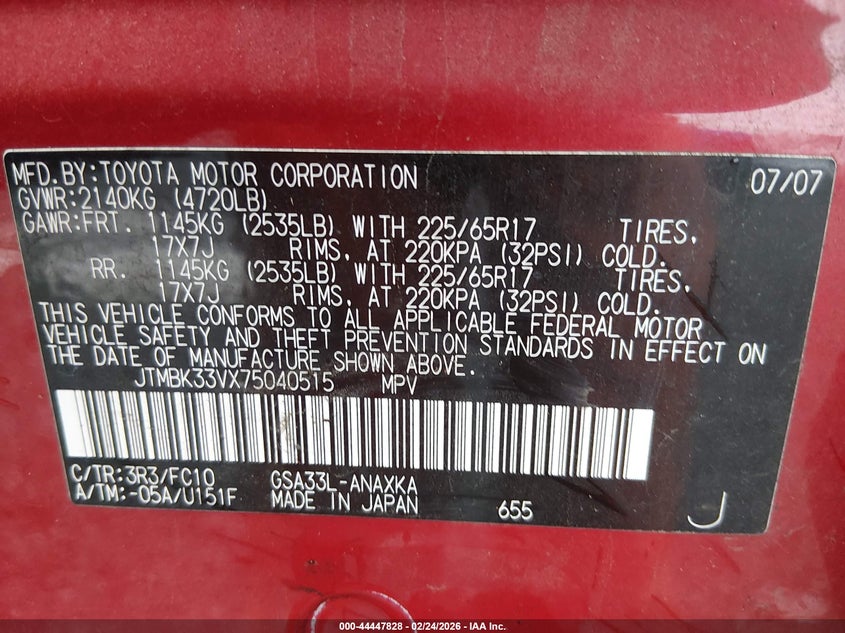 MFD.BY:TOYOTA MOTOR CORPORATION 07/07
GVWR:2140KG (4720LB)
GAWR:FRT. 1145KG (2535LB) WITH 225/65R17 TIRES,
17X7J RIMS, AT 220KPA (32PSI) COLD.
RR. 1145KG (2535LB) WITH 225/65R17 TIRES,
17X7J RIMS, AT 220KPA (32PSI) COLD.
THIS VEHICLE CONFORMS TO ALL APPLICABLE FEDERAL MOTOR
VEHICLE SAFETY AND THEFT PREVENTION STANDARDS IN EFFECT ON
THE DATE OF MANUFACTURE SHOWN ABOVE.
JTMBK33VX75040515 MPV
C/TR:3R3/FC10 GSA33L-ANAXKA
A/TM:-05A/U151F MADE IN JAPAN 655 J
000-44447828 - 02/24/2026 - IAA Inc.